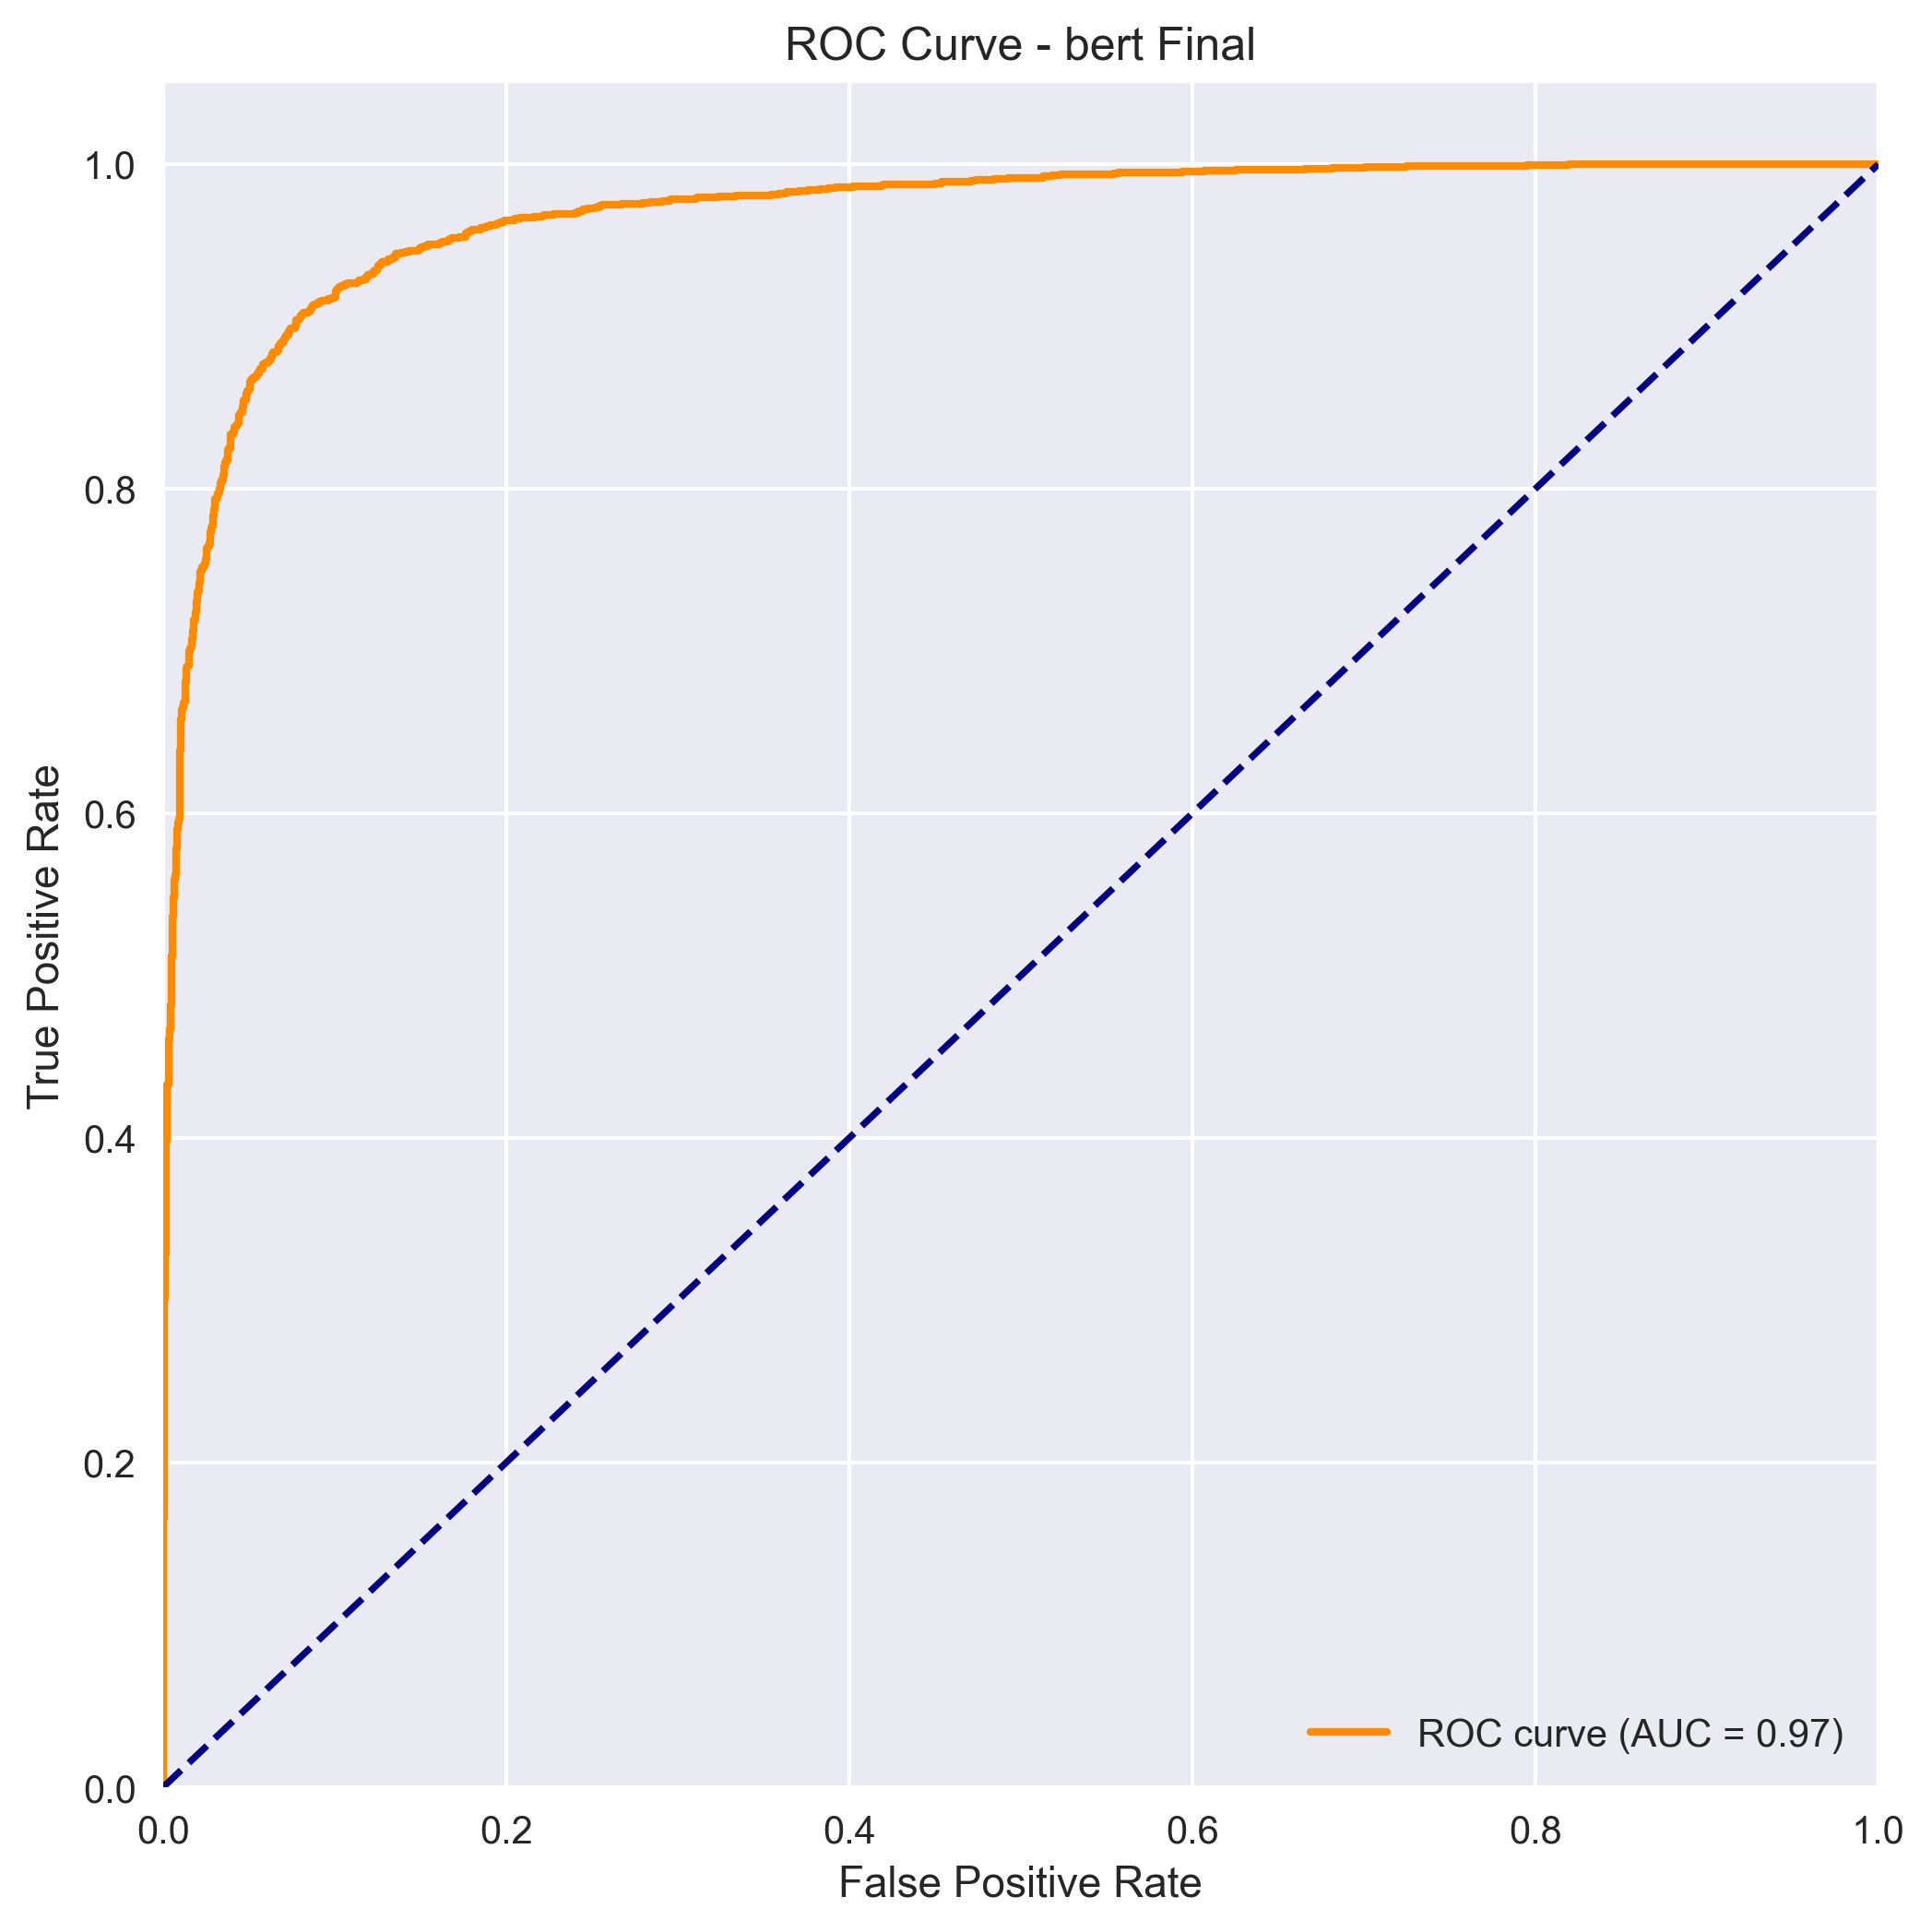 ROC Curve - bert Final
1.0
0.8
0.6
0.4
0.2
0.0
True Positive Rate
ROC curve (AUC = 0.97)
0.0 0.2 0.4 0.6 0.8 1.0
False Positive Rate